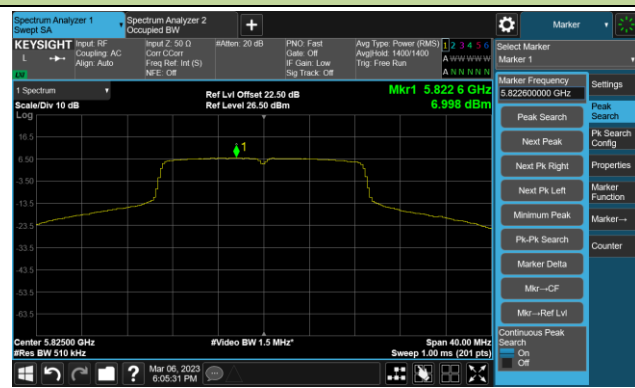 Spectrum Analyzer 1
Swept SA
Spectrum Analyzer 2
Occupied BW
+
Marker
KEYSIGHT
L
LW
Input: RF
Coupling: AC
Align: Auto
Input Z: 50 Ω
Corr CCorr
Freq Ref: Int (S)
NFE: Off
#Atten: 20 dB
PNO: Fast
Gate: Off
IF Gain: Low
Sig Track: Off
Avg Type: Power (RMS)
Avg|Hold: 1400/1400
Trig: Free Run
1 2 3 4 5 6
A W W W W W
A N N N N N
Select Marker
Marker 1
1 Spectrum
Scale/Div 10 dB
Log
Ref Lvl Offset 22.50 dB
Ref Level 26.50 dBm
Mkr1 5.822 6 GHz
6.998 dBm
1
16.5
6.50
-3.50
-13.5
-23.5
-33.5
-43.5
-53.5
-63.5
Center 5.82500 GHz
#Res BW 510 kHz
#Video BW 1.5 MHz*
Span 40.00 MHz
Sweep 1.00 ms (201 pts)
Marker Frequency
5.822600000 GHz
Peak Search
Next Peak
Next Pk Right
Next Pk Left
Minimum Peak
Pk-Pk Search
Marker Delta
Mkr→CF
Mkr→Ref Lvl
Continuous Peak
Search
On
Off
Settings
Peak
Search
Pk Search
Config
Properties
Marker
Function
Marker→
Counter
?
Mar 06, 2023
6:05:31 PM